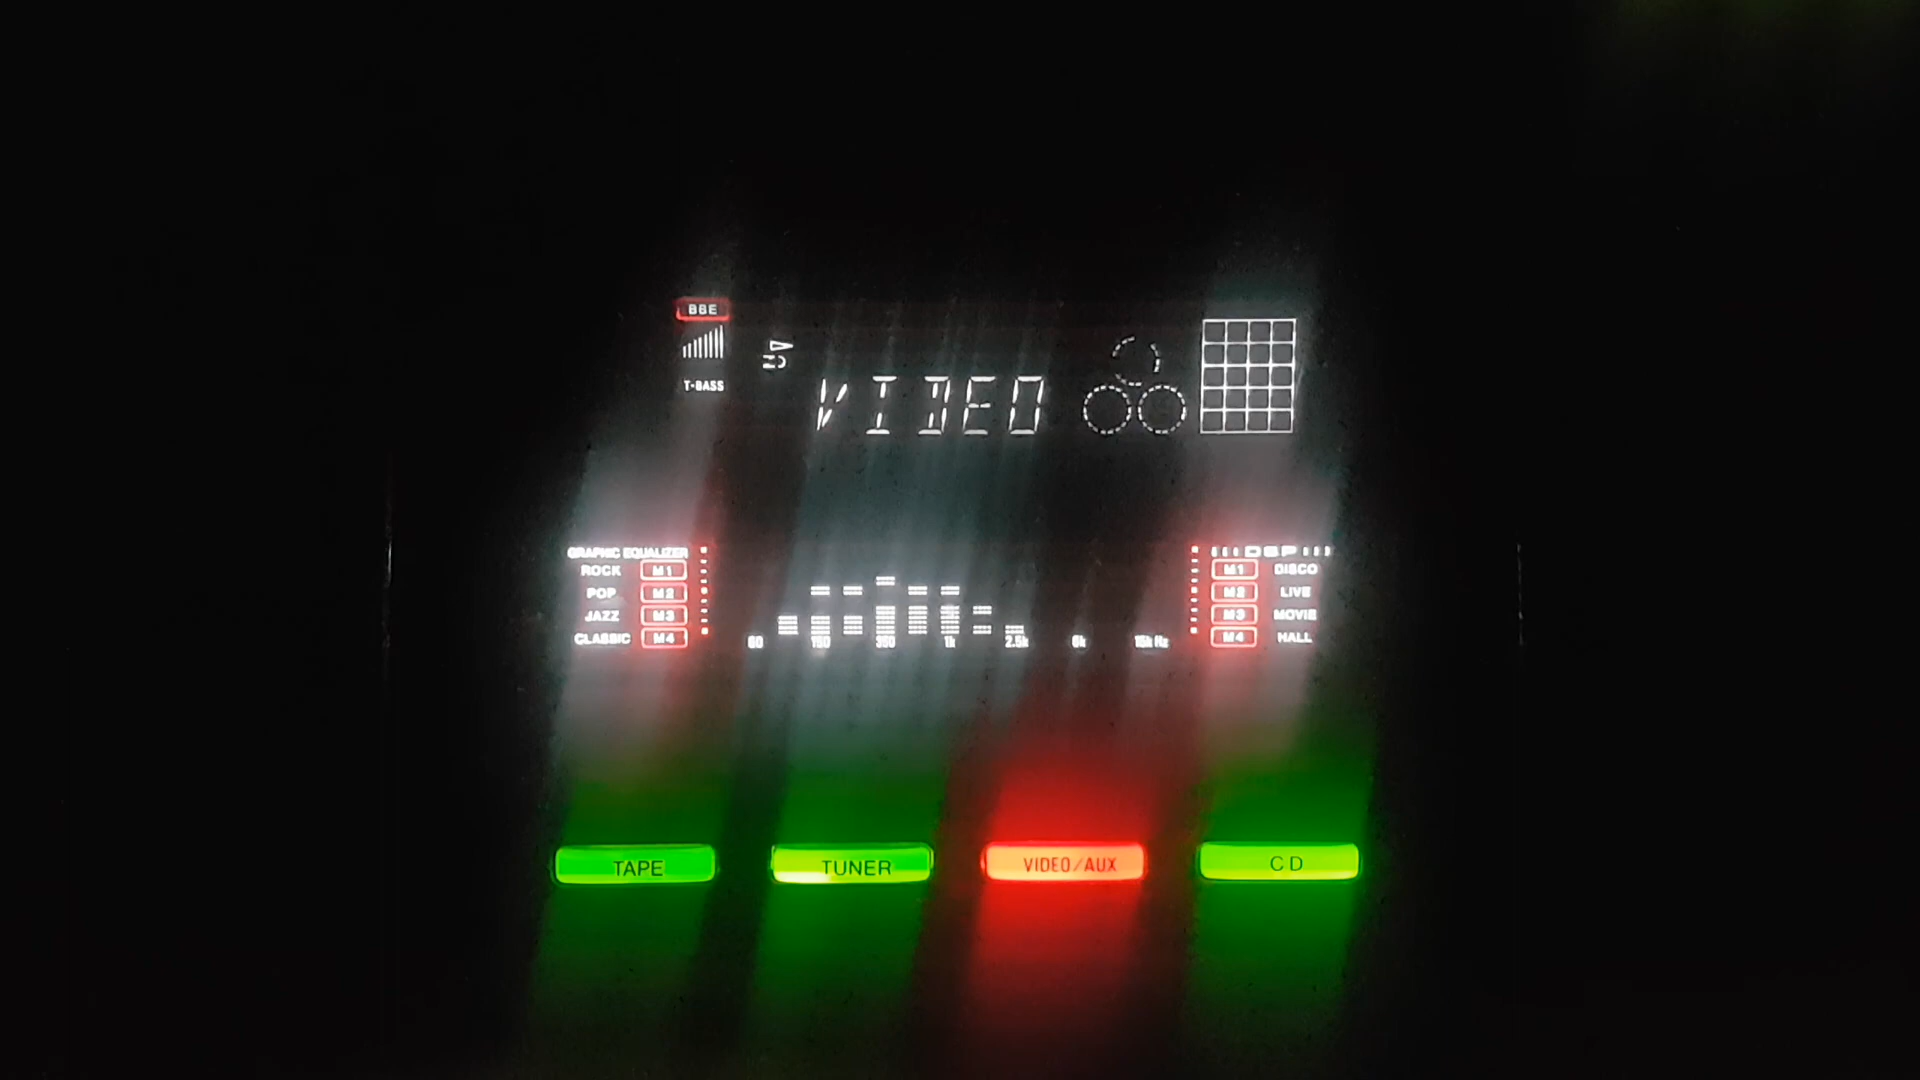 BBE
T-BASS
VIDEO
GRAPHIC EQUALIZER
ROCK M1
POP M2
JAZZ M3
CLASSIC M4
60 150 350 1k 2.5k 6k 15k Hz
DSP
M1 DISCO
M2 LIVE
M3 MOVIE
M4 HALL
TAPE
TUNER
VIDEO/AUX
CD